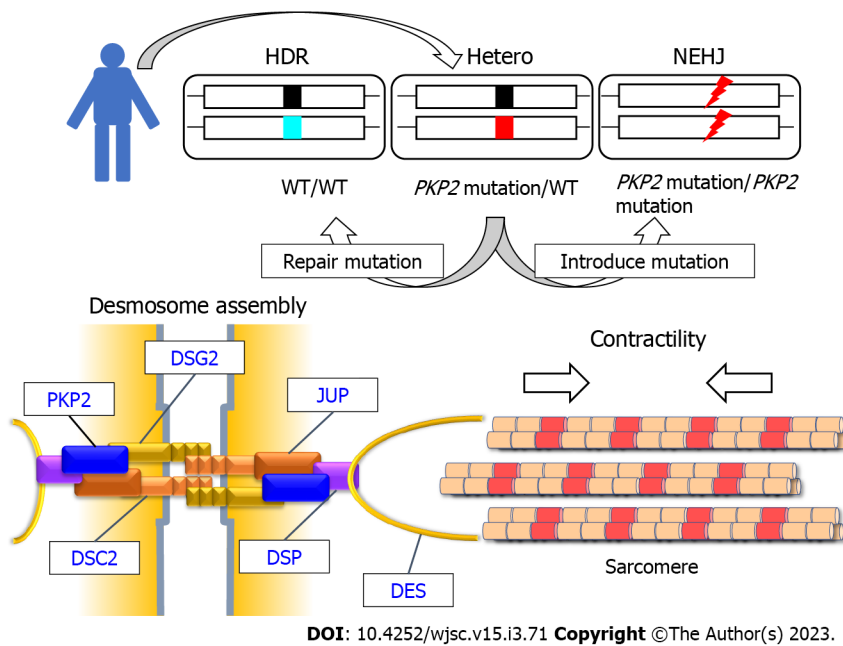 HDR
Hetero
NEHJ
WT/WT
PKP2 mutation/WT
PKP2 mutation/PKP2
mutation
Repair mutation
Introduce mutation
Desmosome assembly
Contractility
DSG2
PKP2
JUP
DSC2
DSP
DES
Sarcomere
DOI: 10.4252/wjsc.v15.i3.71 Copyright ©The Author(s) 2023.